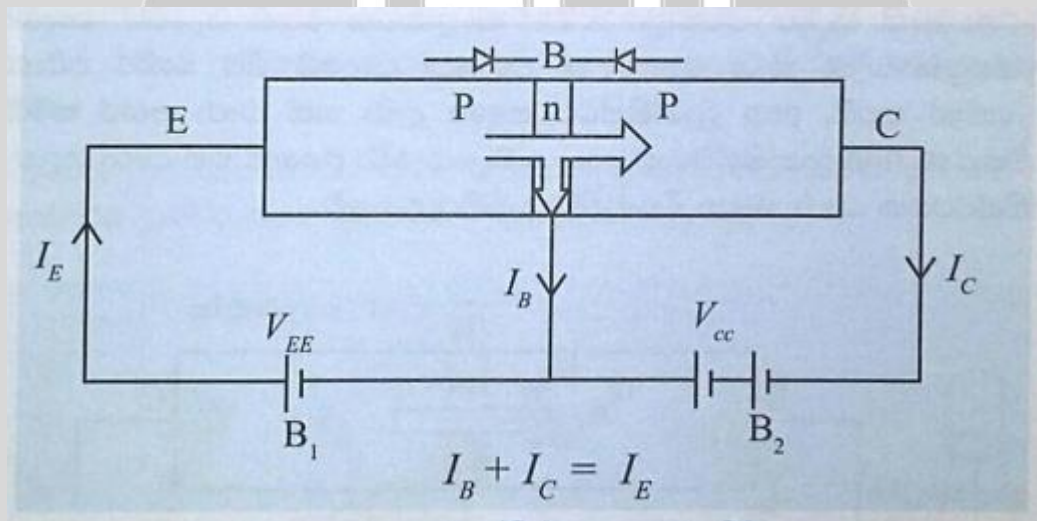 B
P n P
E C
I_E I_B I_C
V_EE V_cc
B_1 B_2
I_B + I_C = I_E